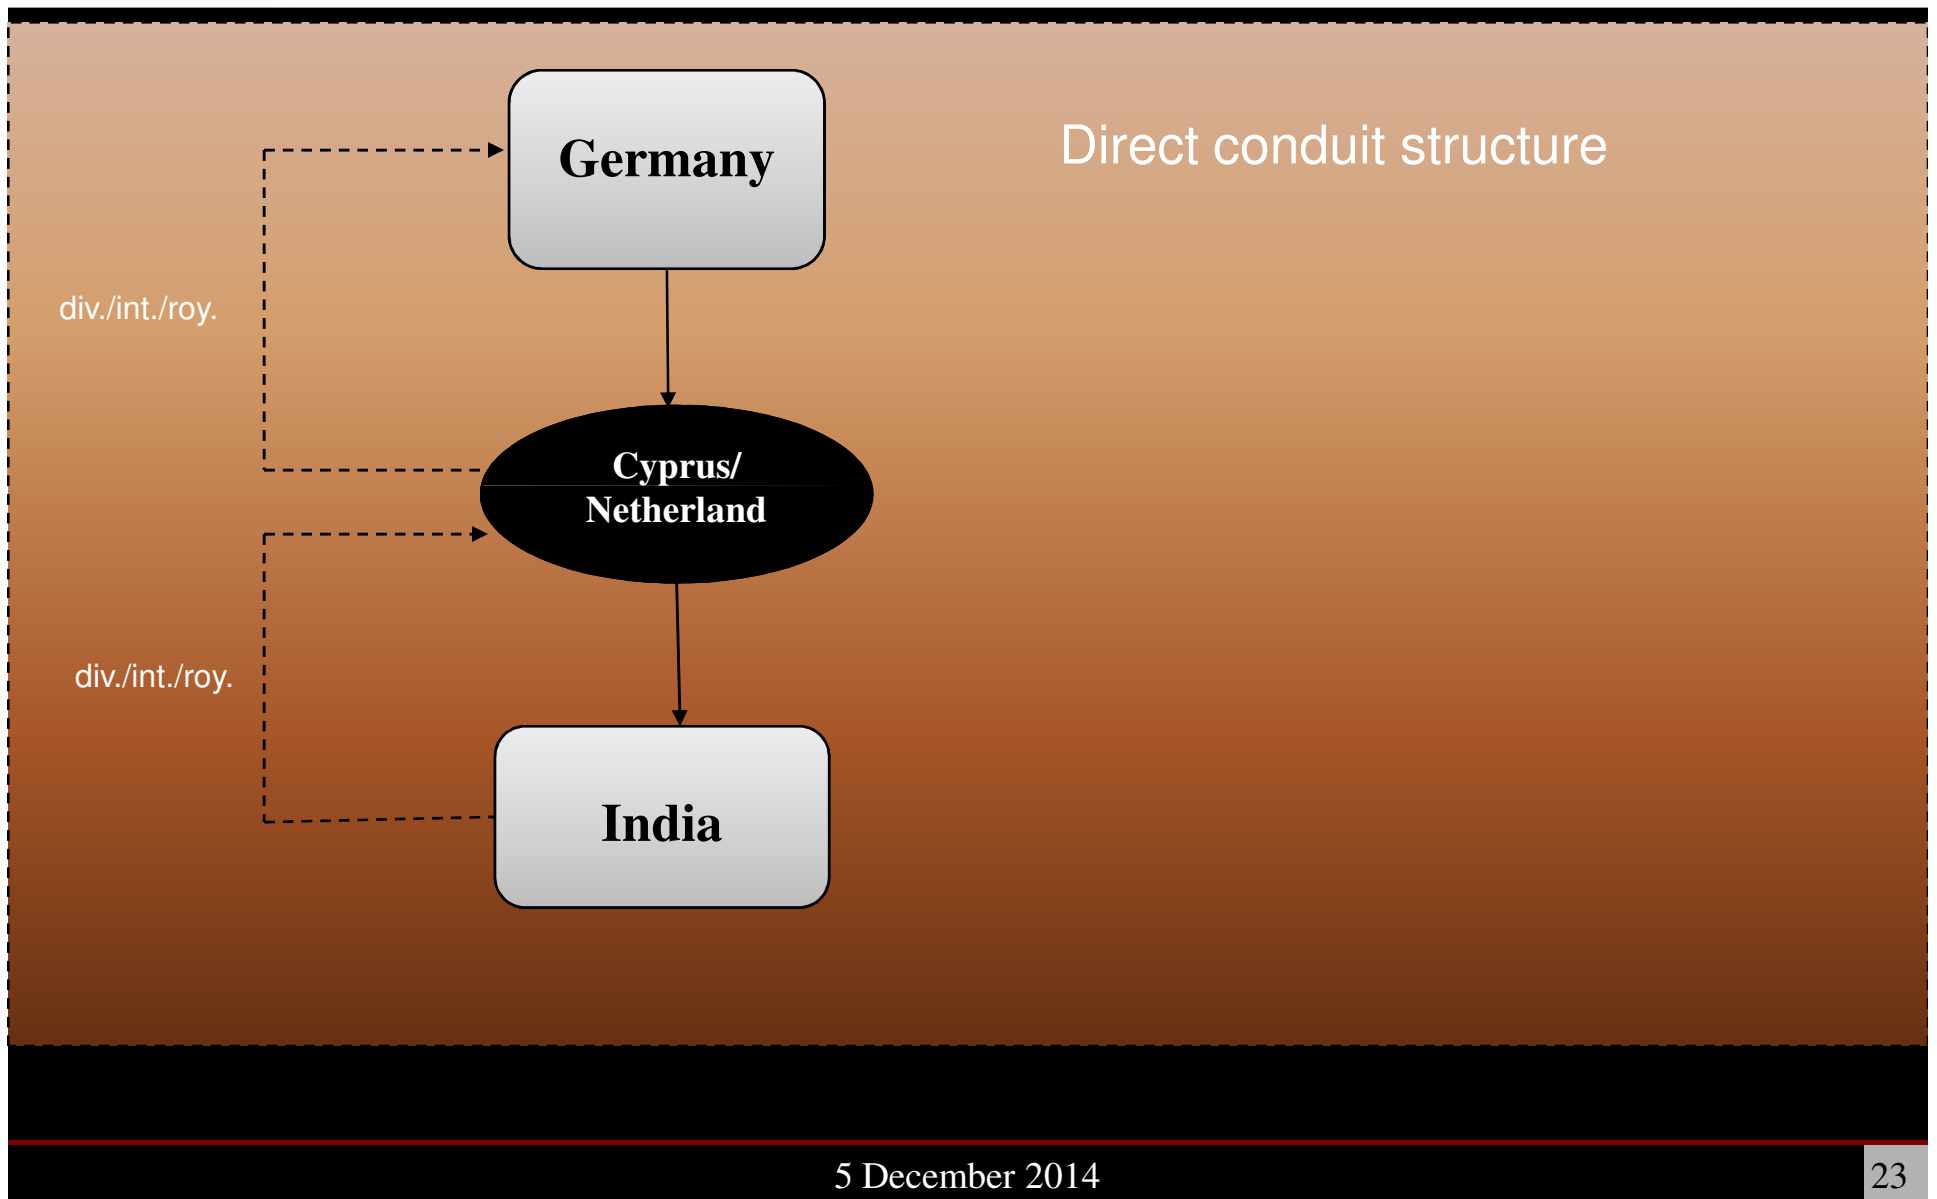 Germany
Direct conduit structure
div./int./roy.
Cyprus/
Netherland
div./int./roy.
India
5 December 2014
23